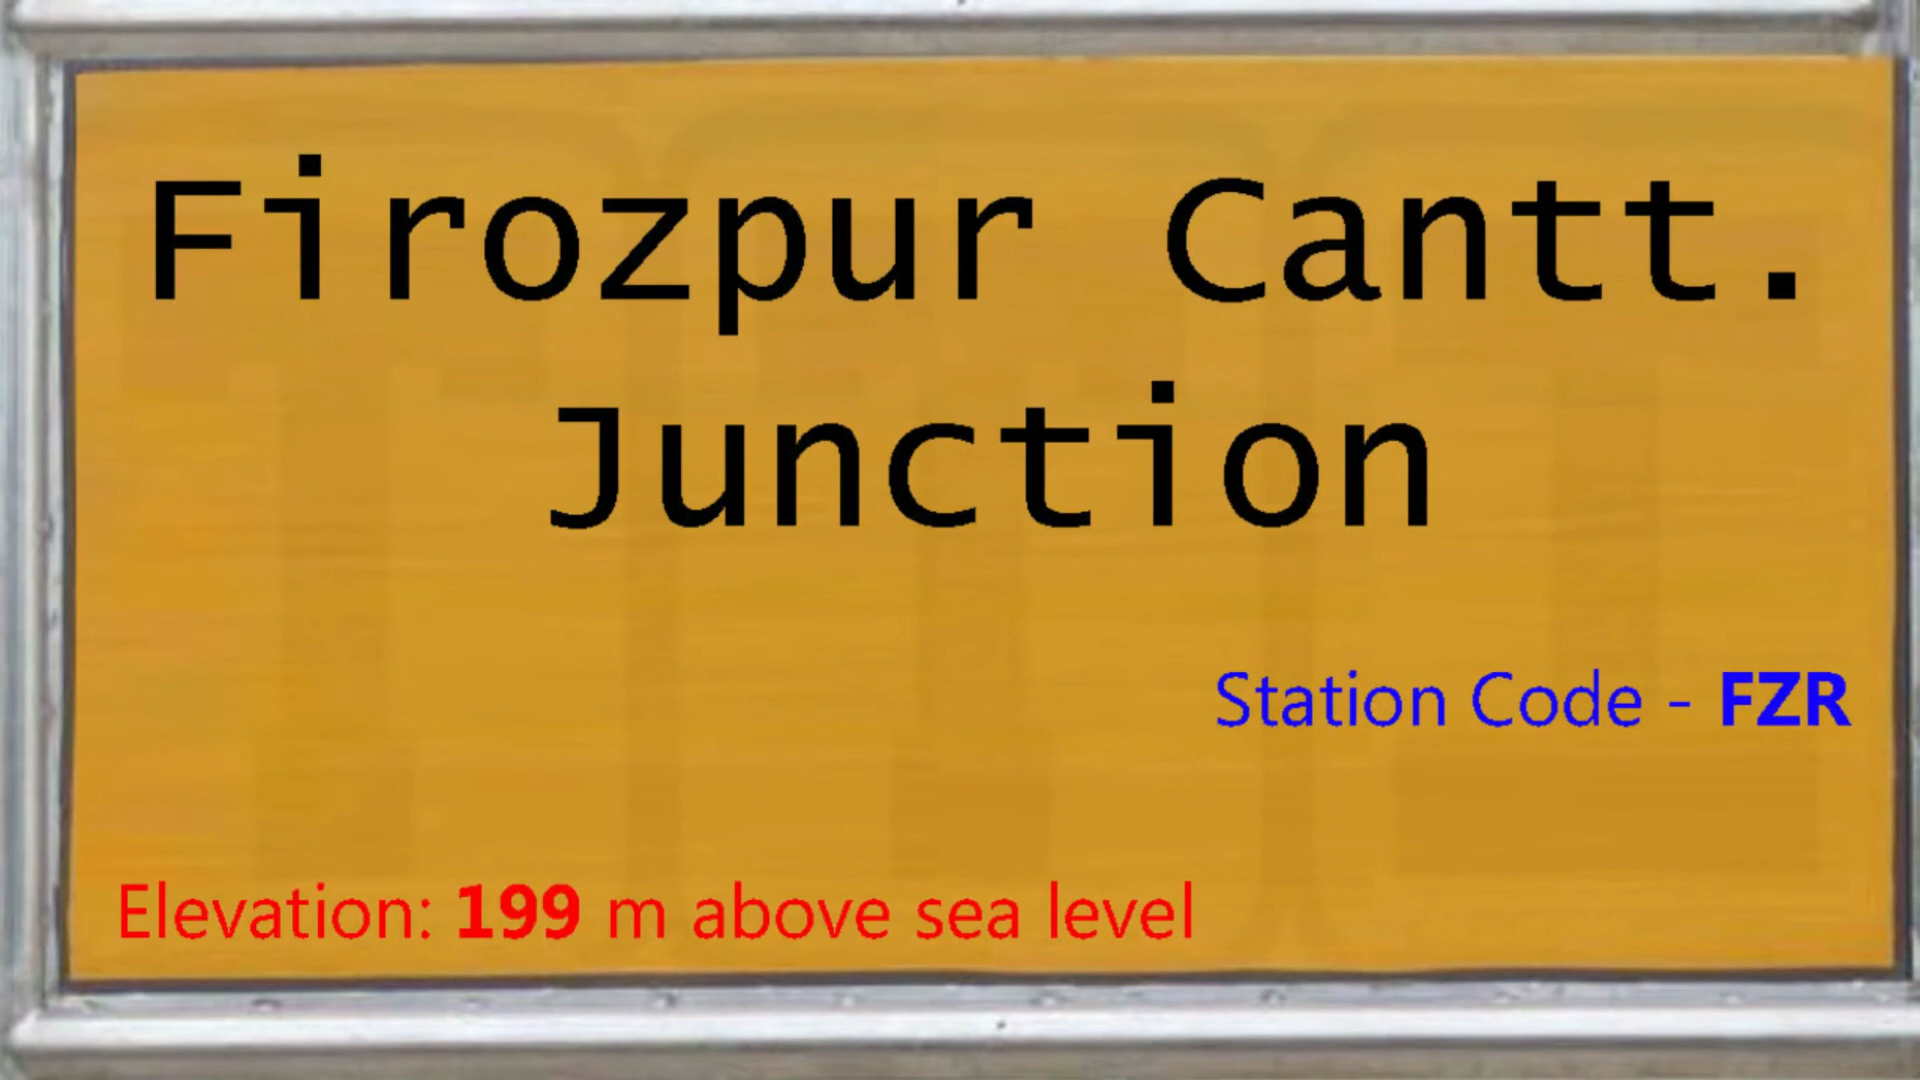 Firozpur Cantt.
Junction
Station Code - FZR
Elevation: 199 m above sea level